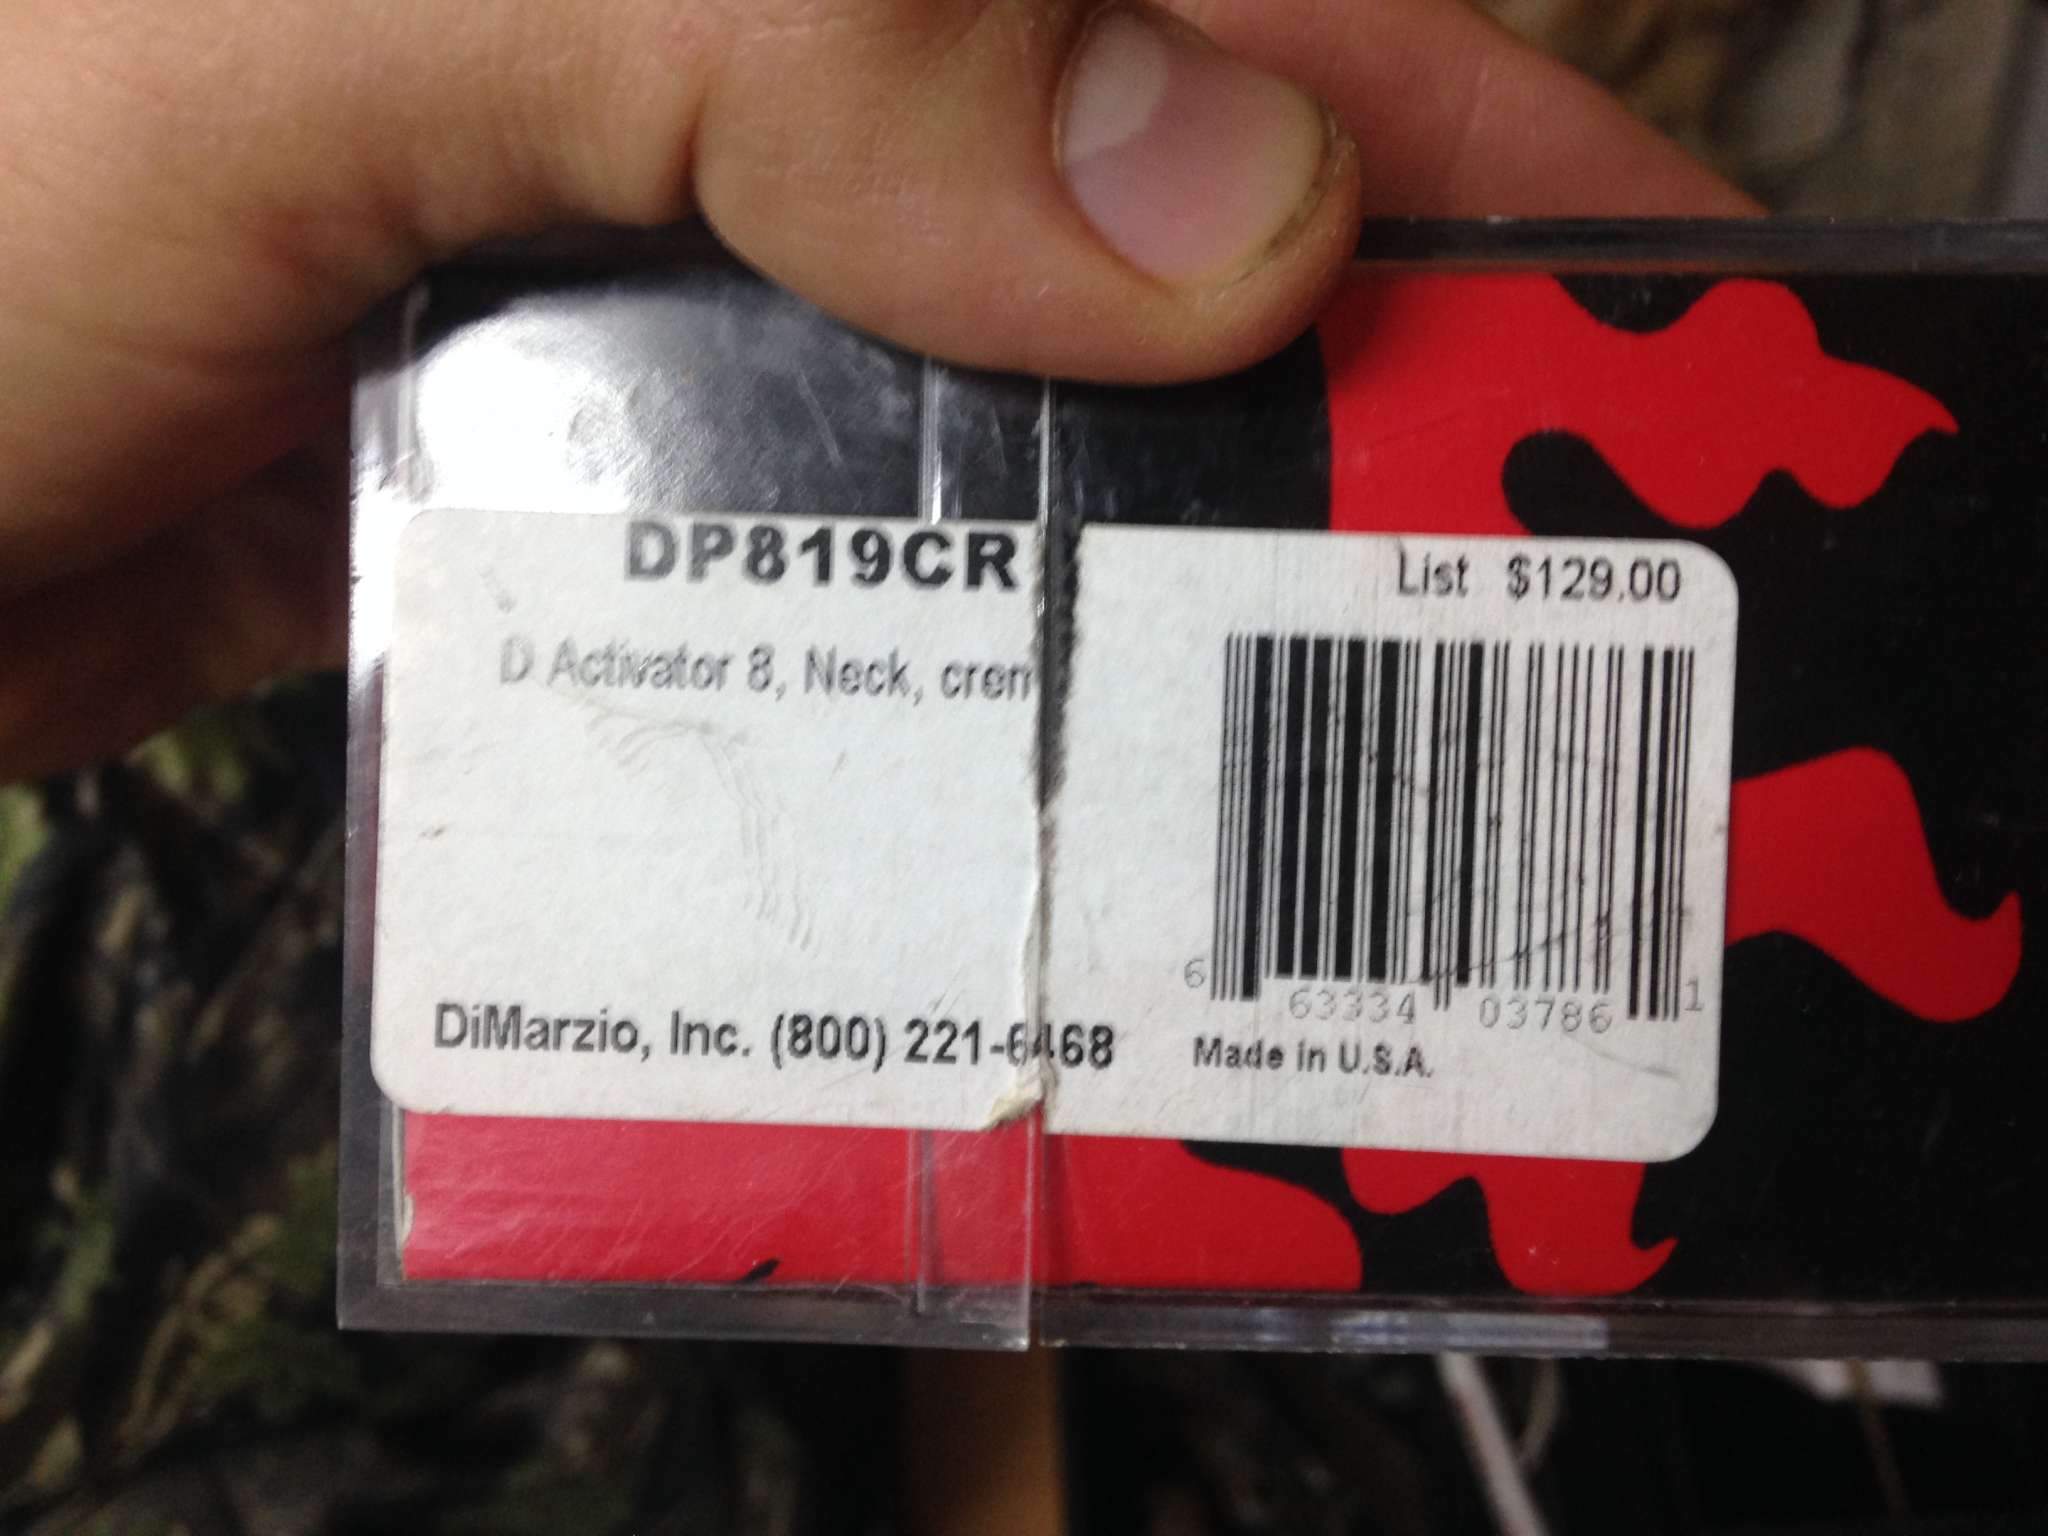 DP819CR
List $129.00
D Activator 8, Neck, crem
6 63334 03786 1
DiMarzio, Inc. (800) 221-6468
Made in U.S.A.